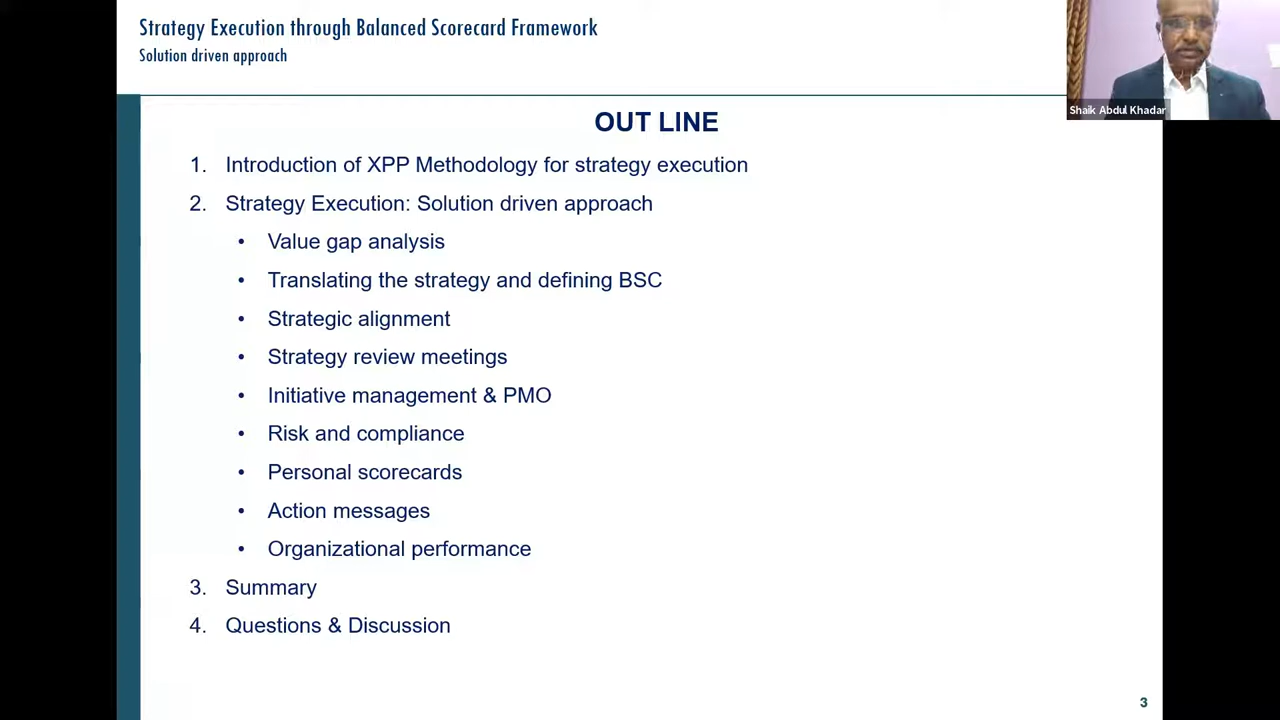 Strategy Execution through Balanced Scorecard Framework
Solution driven approach
Shaik Abdul Khadar
OUT LINE
1. Introduction of XPP Methodology for strategy execution
2. Strategy Execution: Solution driven approach
• Value gap analysis
• Translating the strategy and defining BSC
• Strategic alignment
• Strategy review meetings
• Initiative management & PMO
• Risk and compliance
• Personal scorecards
• Action messages
• Organizational performance
3. Summary
4. Questions & Discussion
3